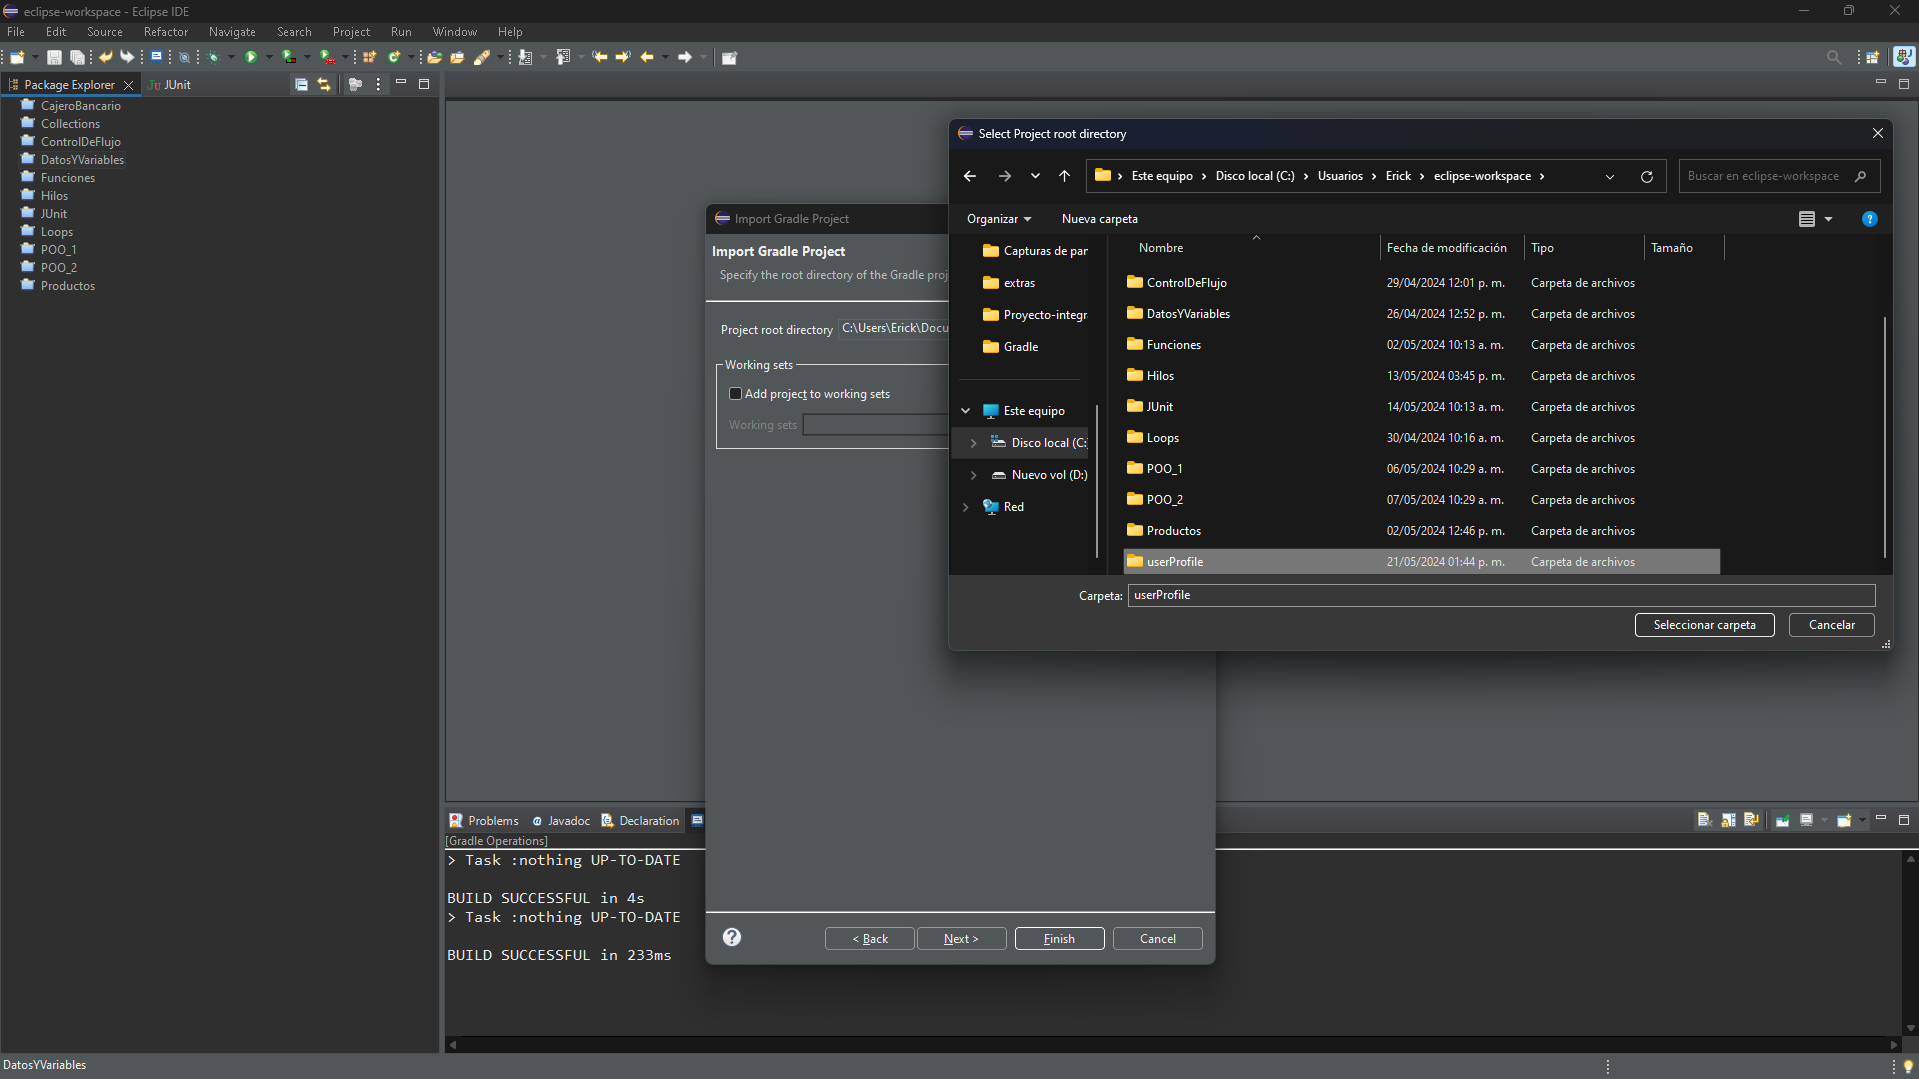 eclipse-workspace - Eclipse IDE
File Edit Source Refactor Navigate Search Project Run Window Help
Package Explorer
JUnit
CajeroBancario
Collections
ControlDeFlujo
DatosYVariables
Funciones
Hilos
JUnit
Loops
POO_1
POO_2
Productos
Import Gradle Project
Import Gradle Project
Specify the root directory of the Gradle proj
Project root directory C:\Users\Erick\Docu
Working sets
Add project to working sets
Working sets
< Back Next > Finish Cancel
Select Project root directory
Este equipo Disco local (C:) Usuarios Erick eclipse-workspace
Buscar en eclipse-workspace
Organizar Nueva carpeta
Capturas de par
extras
Proyecto-integr
Gradle
Este equipo
Disco local (C:
Nuevo vol (D:)
Red
Nombre Fecha de modificación Tipo Tamaño
ControlDeFlujo 29/04/2024 12:01 p. m. Carpeta de archivos
DatosYVariables 26/04/2024 12:52 p. m. Carpeta de archivos
Funciones 02/05/2024 10:13 a. m. Carpeta de archivos
Hilos 13/05/2024 03:45 p. m. Carpeta de archivos
JUnit 14/05/2024 10:13 a. m. Carpeta de archivos
Loops 30/04/2024 10:16 a. m. Carpeta de archivos
POO_1 06/05/2024 10:29 a. m. Carpeta de archivos
POO_2 07/05/2024 10:29 a. m. Carpeta de archivos
Productos 02/05/2024 12:46 p. m. Carpeta de archivos
userProfile 21/05/2024 01:44 p. m. Carpeta de archivos
Carpeta: userProfile
Seleccionar carpeta Cancelar
Problems Javadoc Declaration
[Gradle Operations]
> Task :nothing UP-TO-DATE
BUILD SUCCESSFUL in 4s
> Task :nothing UP-TO-DATE
BUILD SUCCESSFUL in 233ms
DatosYVariables